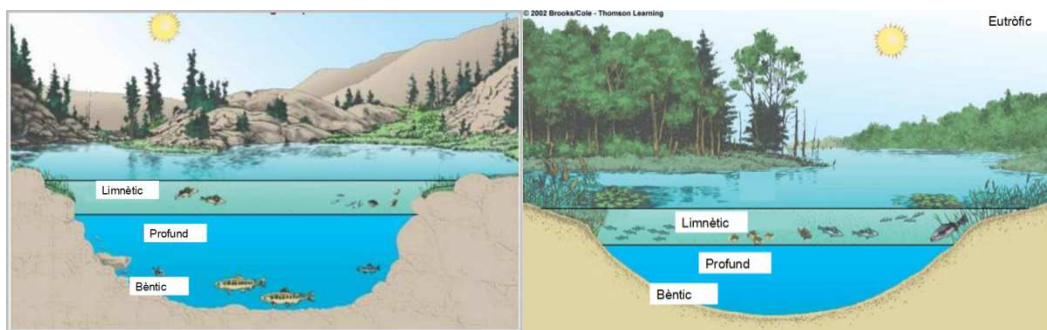 © 2002 Brooks/Cole - Thomson Learning
Eutròfic
Limnètic
Profund
Bèntic
Limnètic
Profund
Bèntic